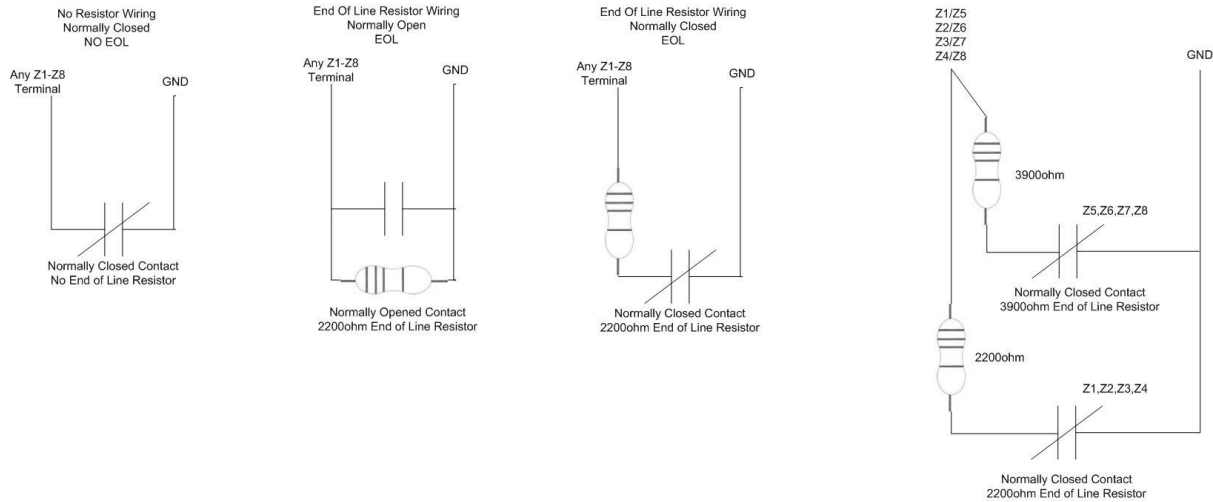 No Resistor Wiring
Normally Closed
NO EOL
Any Z1-Z8
Terminal
GND
Normally Closed Contact
No End of Line Resistor
End Of Line Resistor Wiring
Normally Open
EOL
Any Z1-Z8
Terminal
GND
Normally Opened Contact
2200ohm End of Line Resistor
End Of Line Resistor Wiring
Normally Closed
EOL
Any Z1-Z8
Terminal
GND
Normally Closed Contact
2200ohm End of Line Resistor
Z1/Z5
Z2/Z6
Z3/Z7
Z4/Z8
GND
3900ohm
Z5,Z6,Z7,Z8
Normally Closed Contact
3900ohm End of Line Resistor
2200ohm
Z1,Z2,Z3,Z4
Normally Closed Contact
2200ohm End of Line Resistor